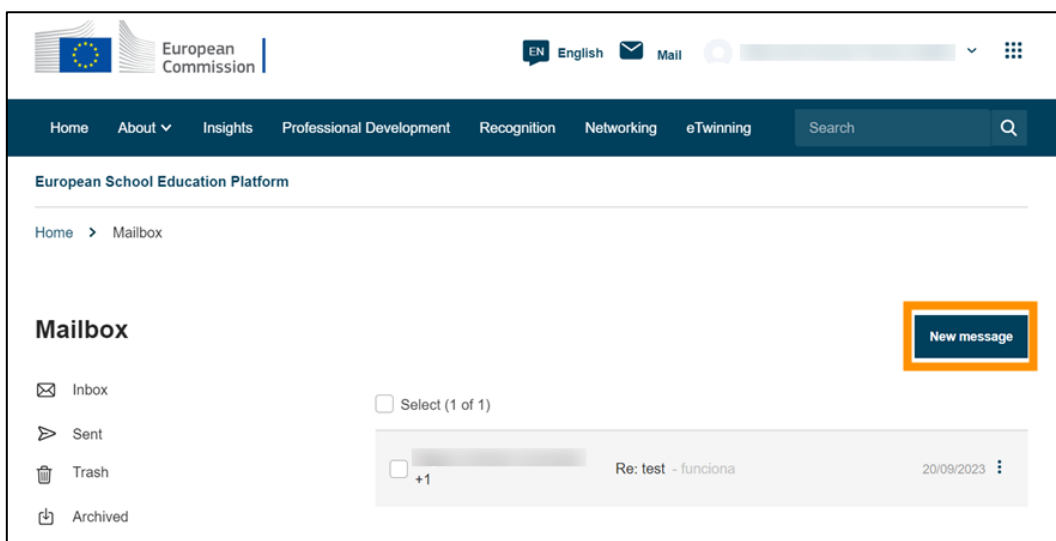 European
Commission
EN English Mail
Home About Insights Professional Development Recognition Networking eTwinning Search
European School Education Platform
Home > Mailbox
Mailbox
New message
Inbox
Select (1 of 1)
Sent
Trash
+1 Re: test - funciona 20/09/2023
Archived